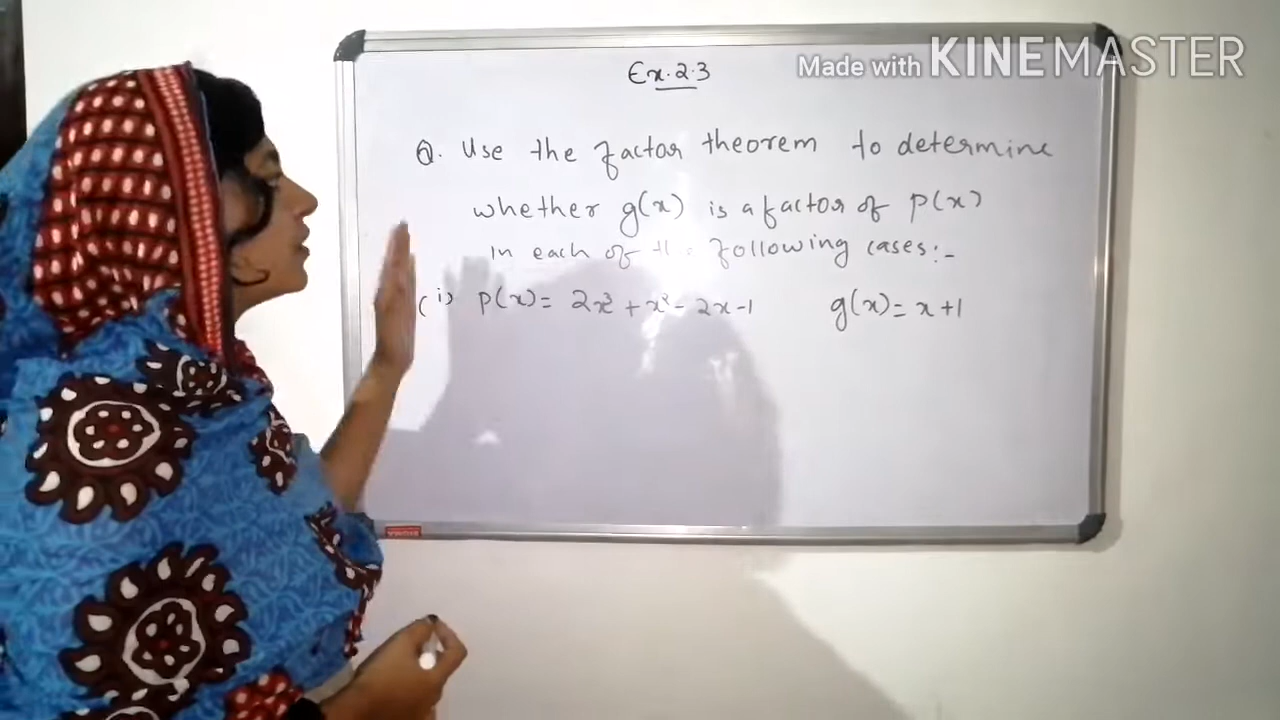 Made with KINEMASTER
Ex. 2.3
Q. Use the factor theorem to determine
whether g(x) is a factor of p(x)
In each of following cases:-
(i) p(x) = 2x³ + x² - 2x - 1 g(x) = x + 1